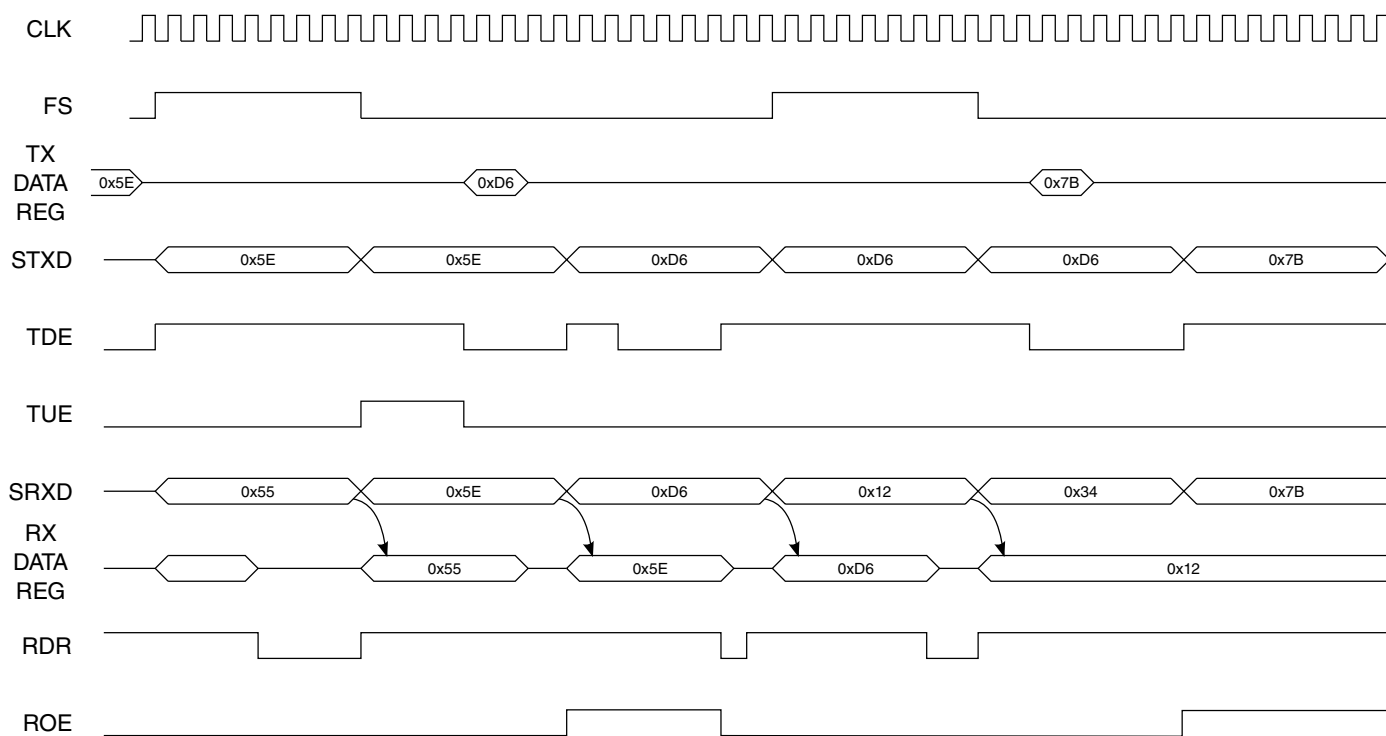 CLK
FS
TX
DATA
REG
0x5E
0xD6
0x7B
STXD
0x5E
0x5E
0xD6
0xD6
0xD6
0x7B
TDE
TUE
SRXD
0x55
0x5E
0xD6
0x12
0x34
0x7B
RX
DATA
REG
0x55
0x5E
0xD6
0x12
RDR
ROE